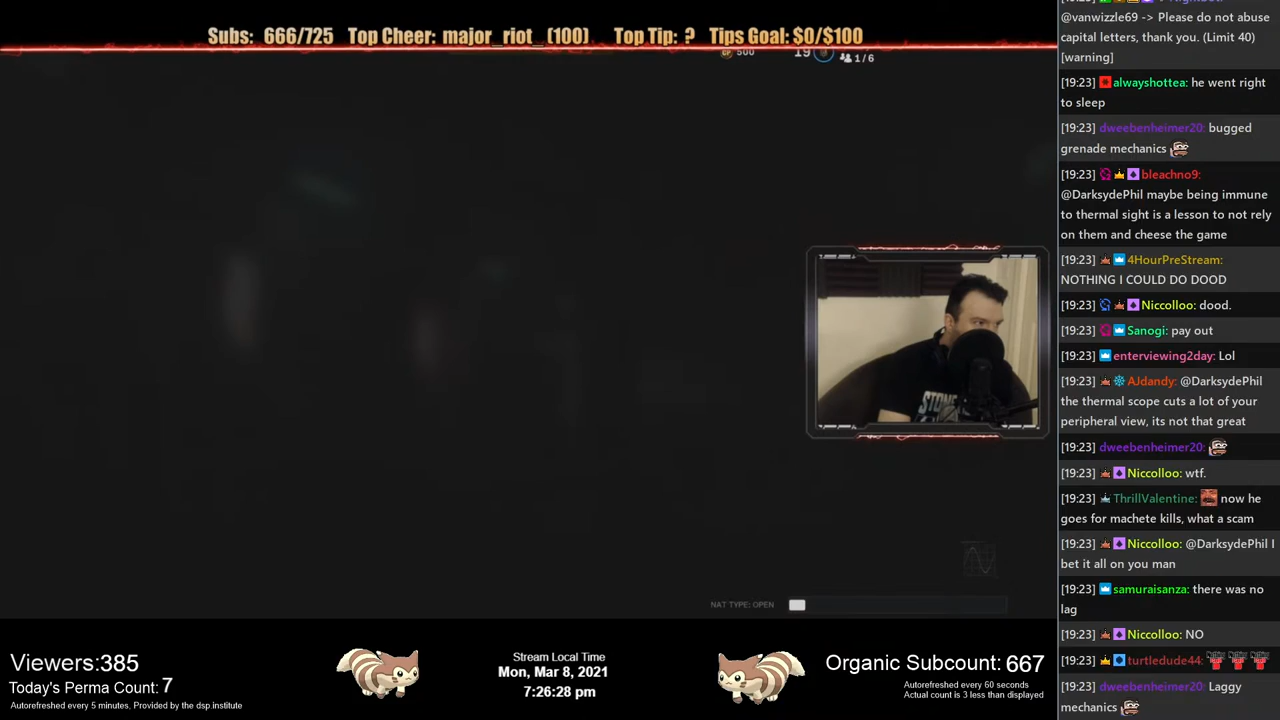 Subs: 666/725 Top Cheer: major_riot_(100) Top Tip: ? Tips Goal: $0/$100
500
19
1/6
STONE
NAT TYPE: OPEN
@vanwizzle69 -> Please do not abuse
capital letters, thank you. (Limit 40)
[warning]
[19:23] alwayshottea: he went right
to sleep
[19:23] dweebenheimer20: bugged
grenade mechanics
[19:23] bleachno9:
@DarksydePhil maybe being immune
to thermal sight is a lesson to not rely
on them and cheese the game
[19:23] 4HourPreStream:
NOTHING I COULD DO DOOD
[19:23] Niccolloo: dood.
[19:23] Sanogi: pay out
[19:23] enterviewing2day: Lol
[19:23] AJdandy: @DarksydePhil
the thermal scope cuts a lot of your
peripheral view, its not that great
[19:23] dweebenheimer20:
[19:23] Niccolloo: wtf.
[19:23] ThrillValentine: now he
goes for machete kills, what a scam
[19:23] Niccolloo: @DarksydePhil I
bet it all on you man
[19:23] samuraisanza: there was no
lag
[19:23] Niccolloo: NO
[19:23] turtledude44:
[19:23] dweebenheimer20: Laggy
mechanics
Viewers:385
Today's Perma Count: 7
Autorefreshed every 5 minutes, Provided by the dsp.institute
Stream Local Time
Mon, Mar 8, 2021
7:26:28 pm
Organic Subcount: 667
Autorefreshed every 60 seconds
Actual count is 3 less than displayed